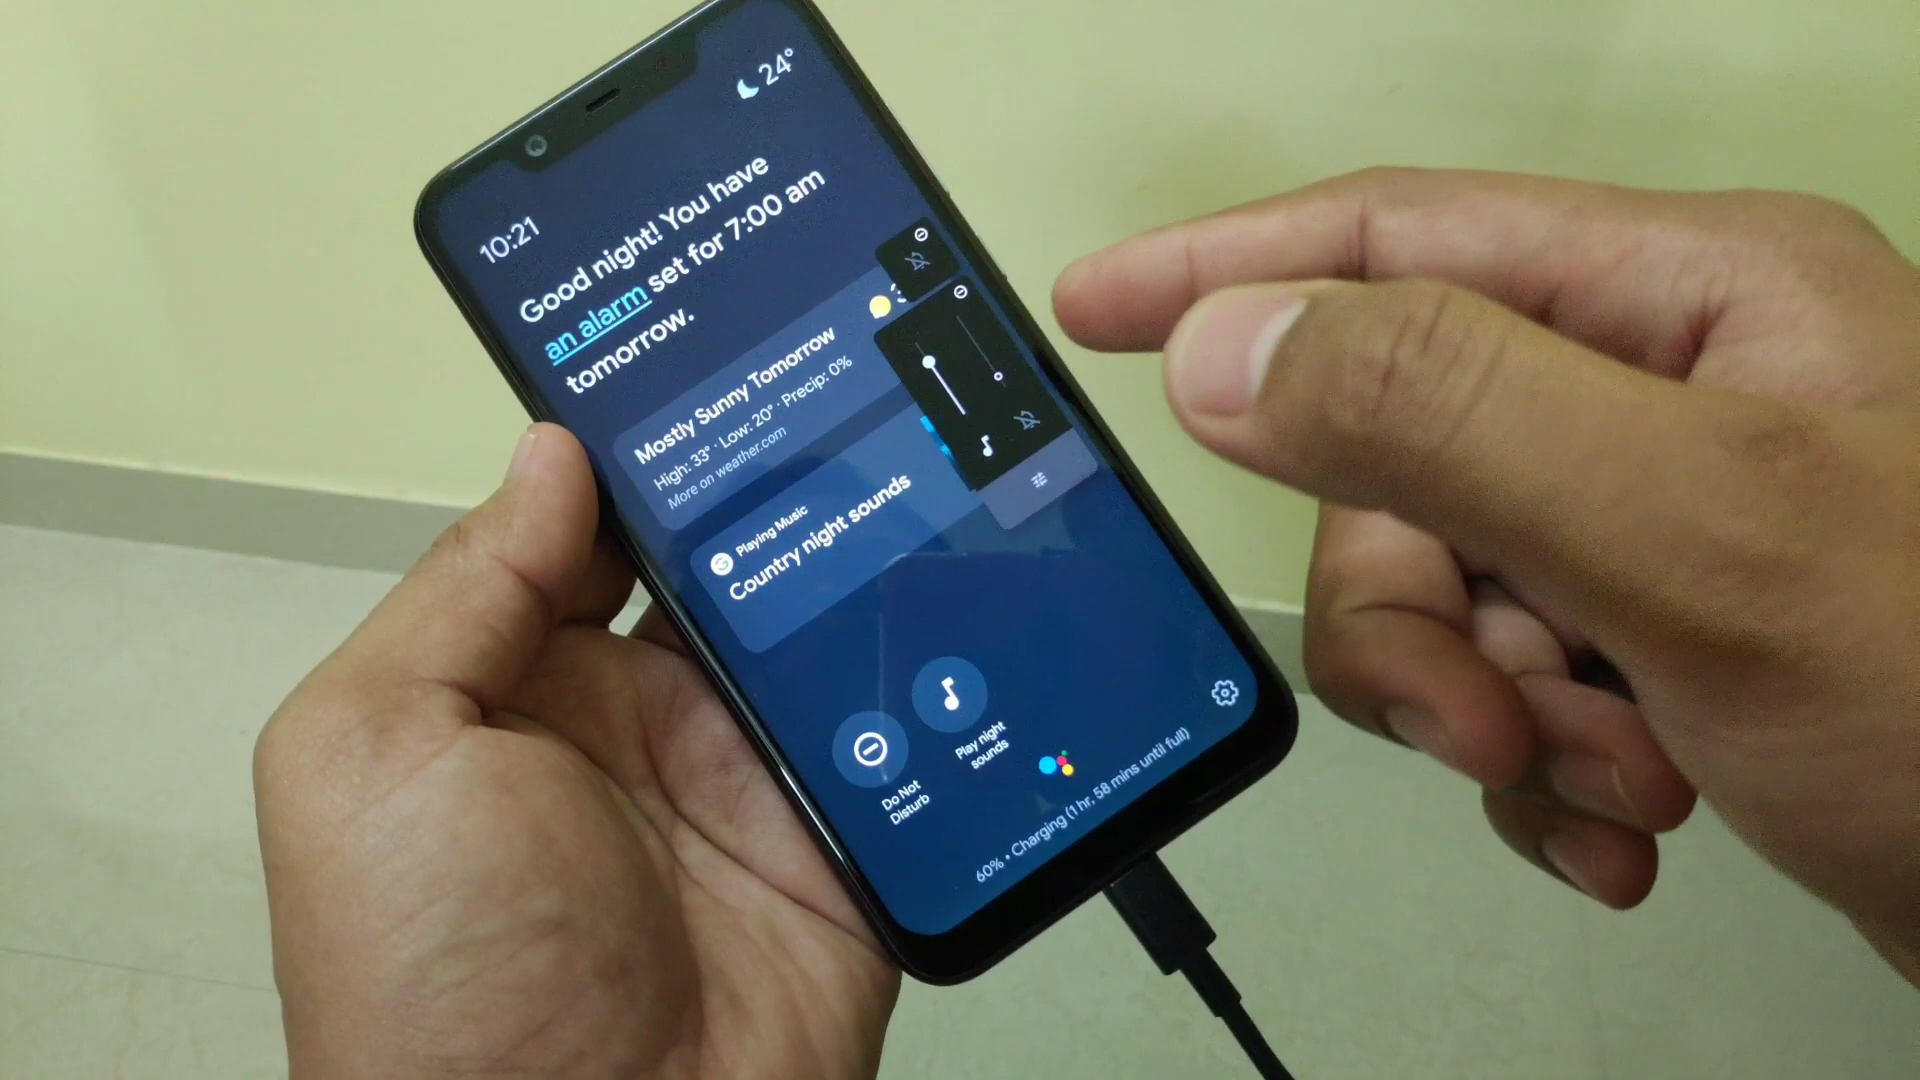 24°
10:21
Good night! You have
an alarm set for 7:00 am
tomorrow.
Mostly Sunny Tomorrow
High: 33° · Low: 20° · Precip: 0%
More on weather.com
Playing Music
Country night sounds
Do Not
Disturb
Play night
sounds
60% • Charging (1 hr, 58 mins until full)